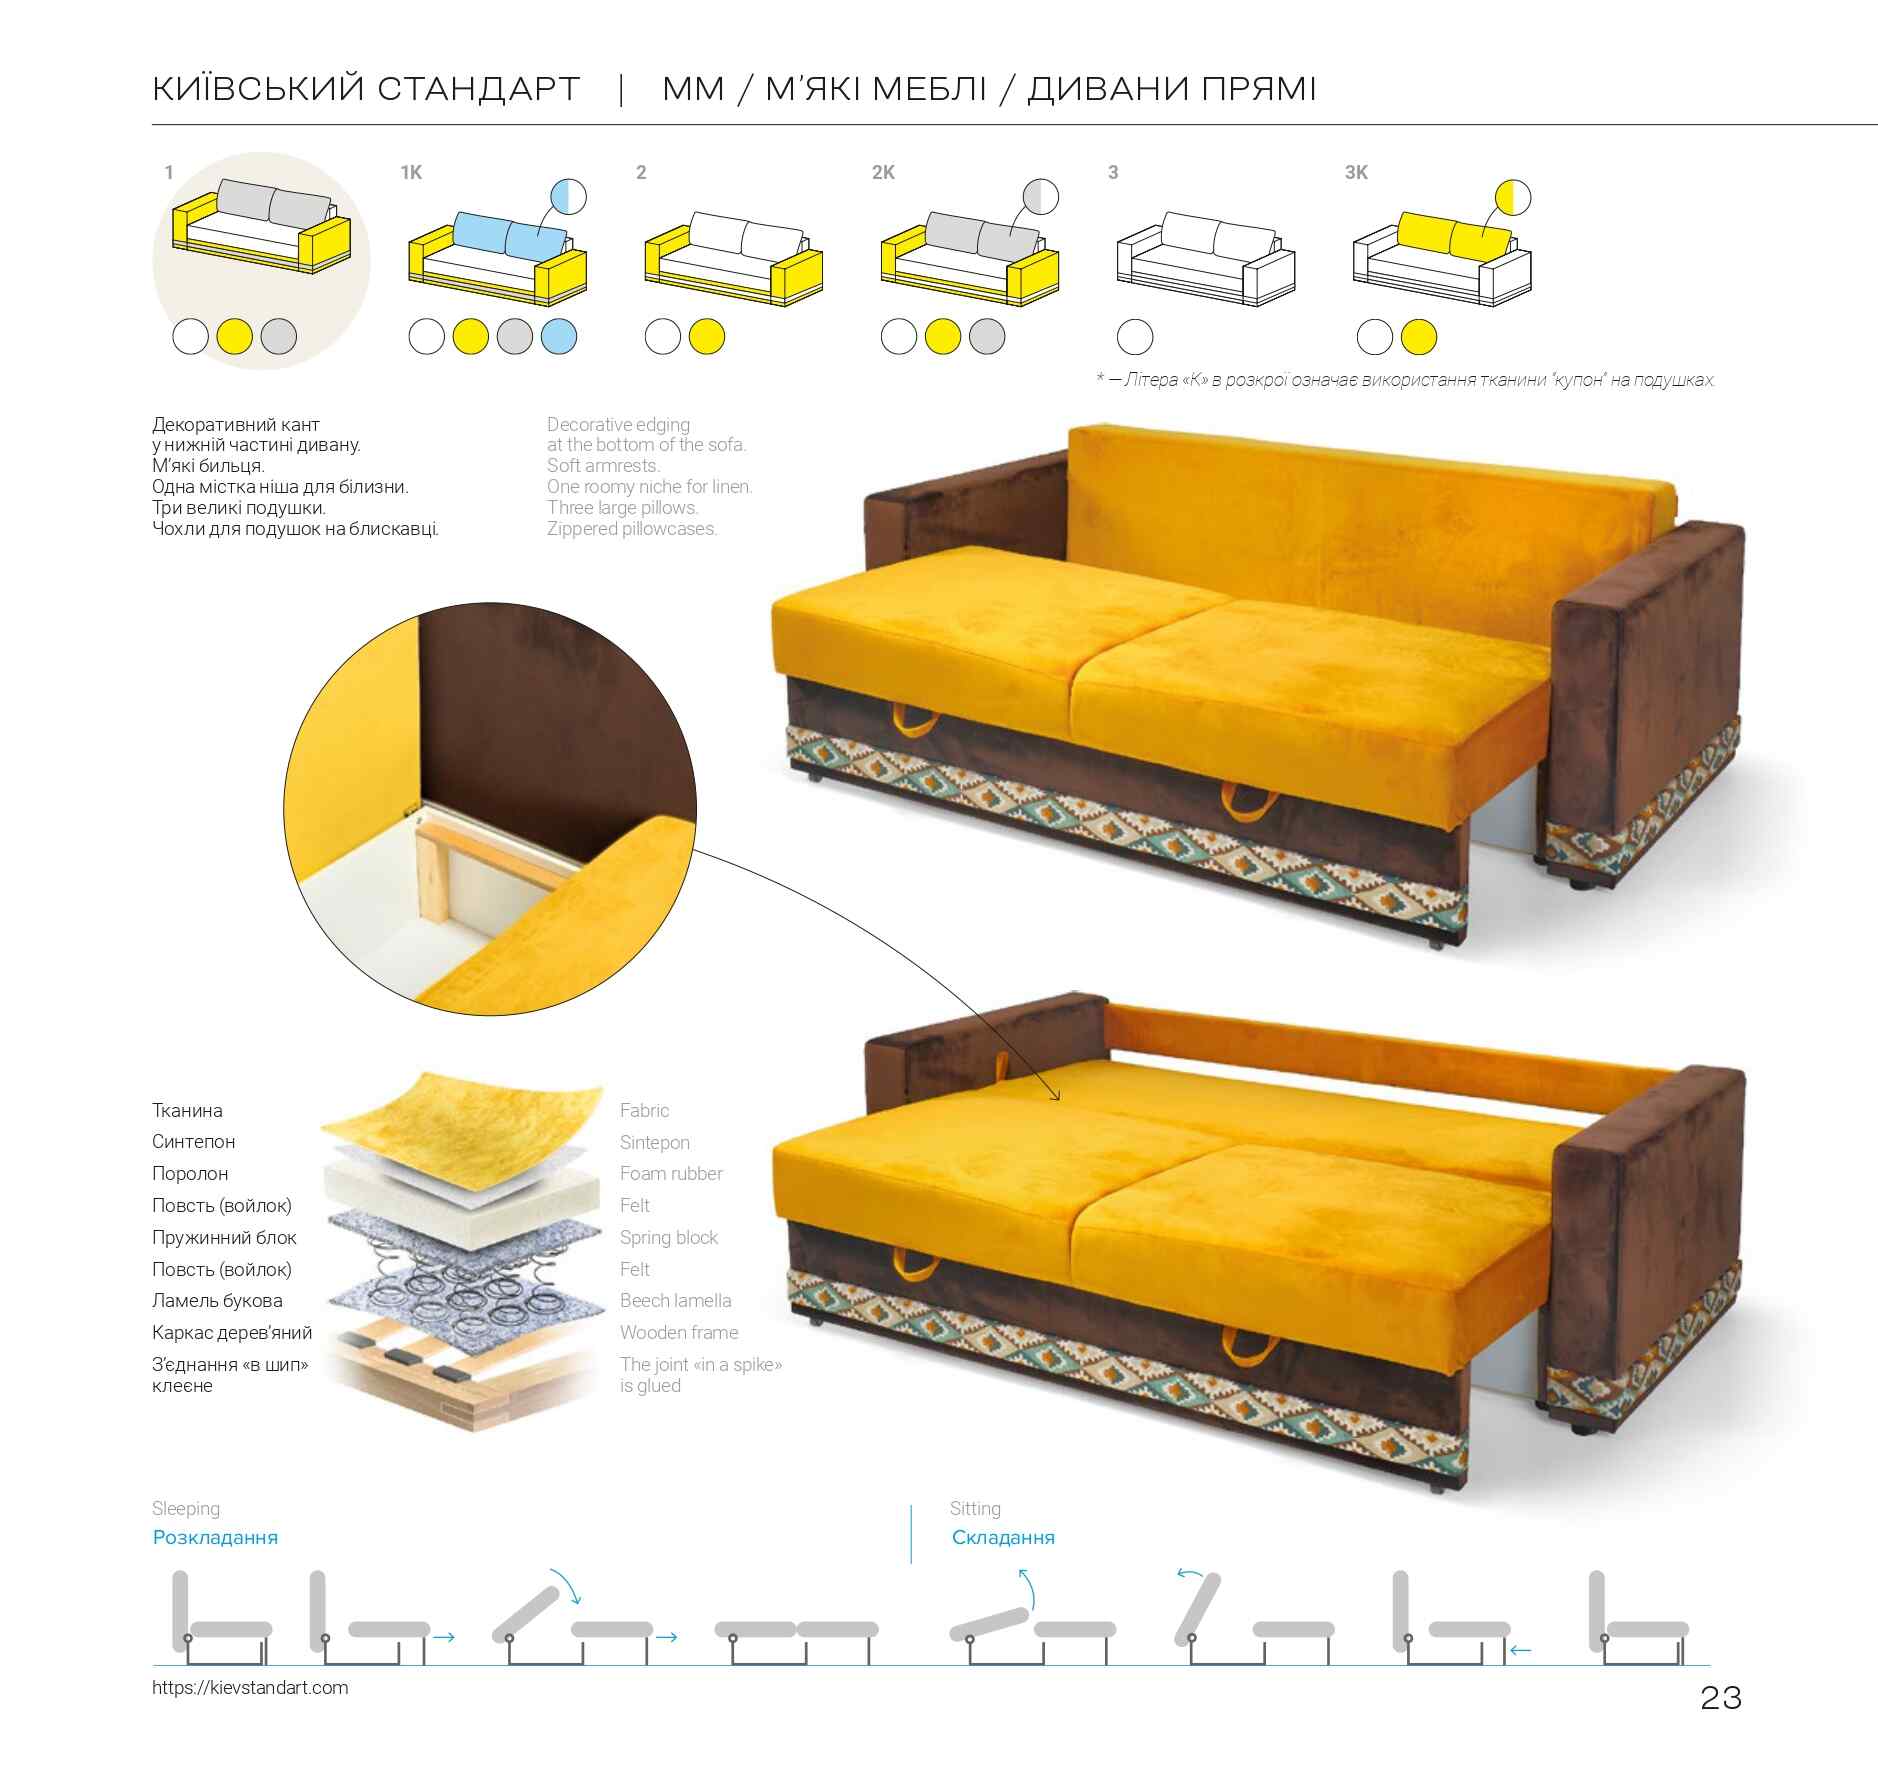 КИЇВСЬКИЙ СТАНДАРТ | ММ / М’ЯКІ МЕБЛІ / ДИВАНИ ПРЯМІ
1
1K
2
2K
3
3K
* — Літера «К» в розкрої означає використання тканини “купон” на подушках.
Декоративний кант
у нижній частині дивану.
М’які бильця.
Одна містка ніша для білизни.
Три великі подушки.
Чохли для подушок на блискавці.
Decorative edging
at the bottom of the sofa.
Soft armrests.
One roomy niche for linen.
Three large pillows.
Zippered pillowcases.
Тканина
Синтепон
Поролон
Повсть (войлок)
Пружинний блок
Повсть (войлок)
Ламель букова
Каркас дерев’яний
З’єднання «в шип»
клеєне
Fabric
Sintepon
Foam rubber
Felt
Spring block
Felt
Beech lamella
Wooden frame
The joint «in a spike»
is glued
Sleeping
Розкладання
Sitting
Складання
https://kievstandart.com
23